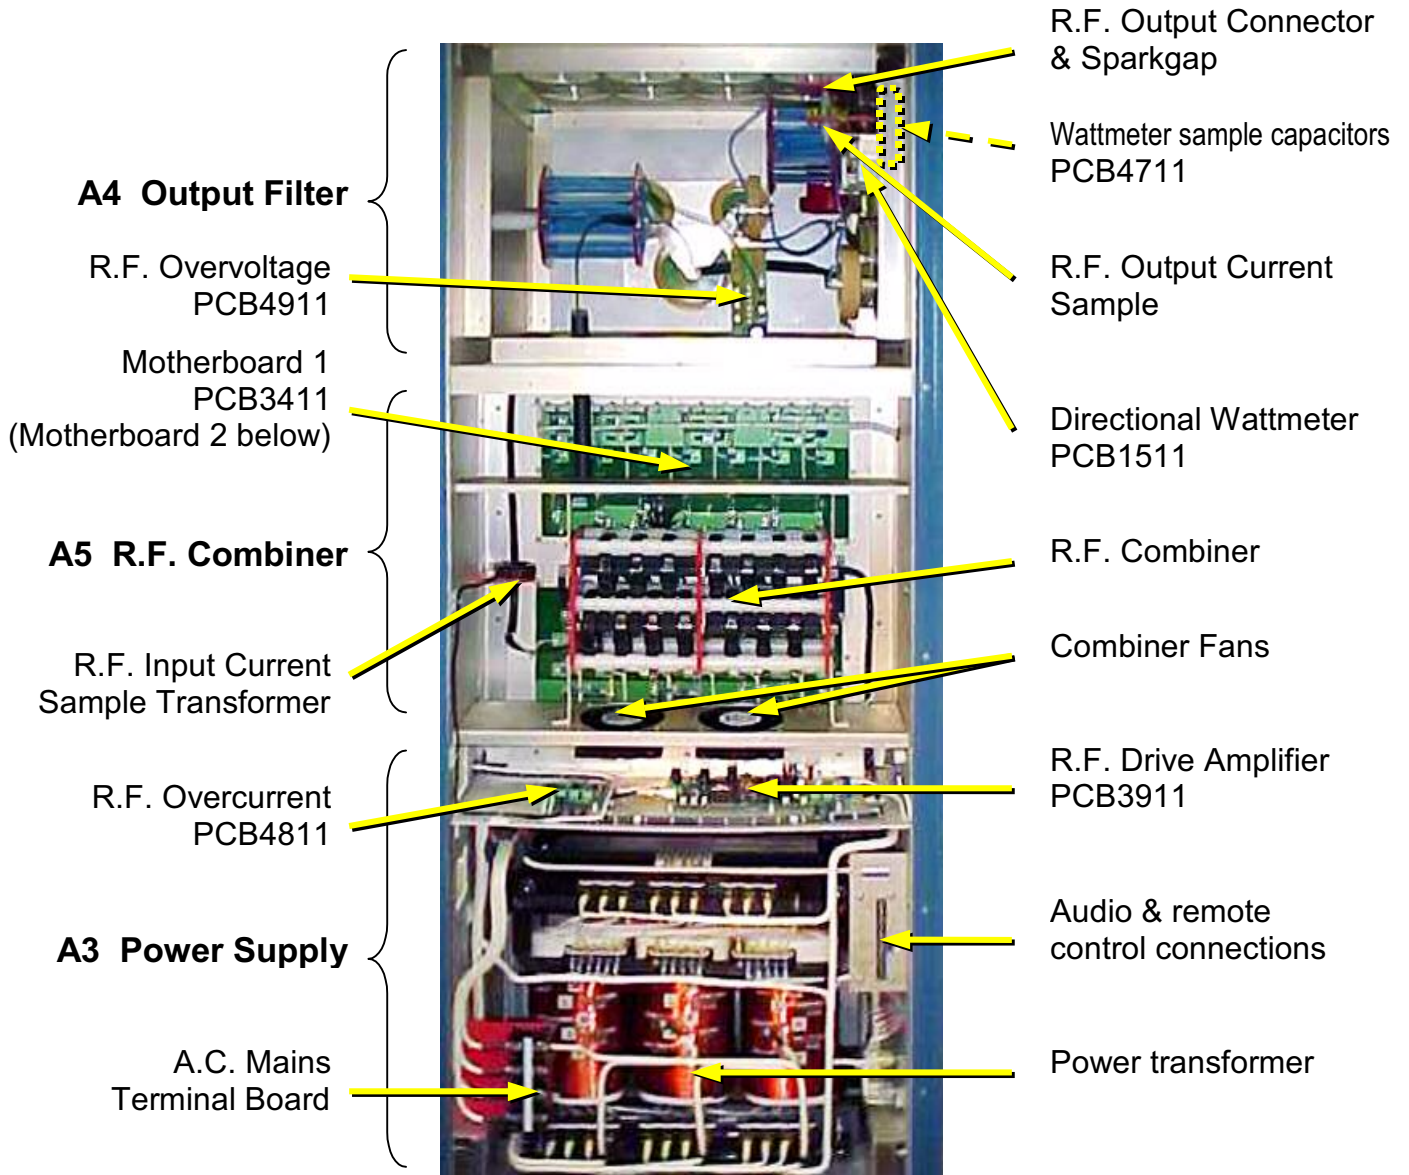 A4 Output Filter
R.F. Overvoltage
PCB4911
Motherboard 1
PCB3411
(Motherboard 2 below)
A5 R.F. Combiner
R.F. Input Current
Sample Transformer
R.F. Overcurrent
PCB4811
A3 Power Supply
A.C. Mains
Terminal Board
R.F. Output Connector
& Sparkgap
Wattmeter sample capacitors
PCB4711
R.F. Output Current
Sample
Directional Wattmeter
PCB1511
R.F. Combiner
Combiner Fans
R.F. Drive Amplifier
PCB3911
Audio & remote
control connections
Power transformer